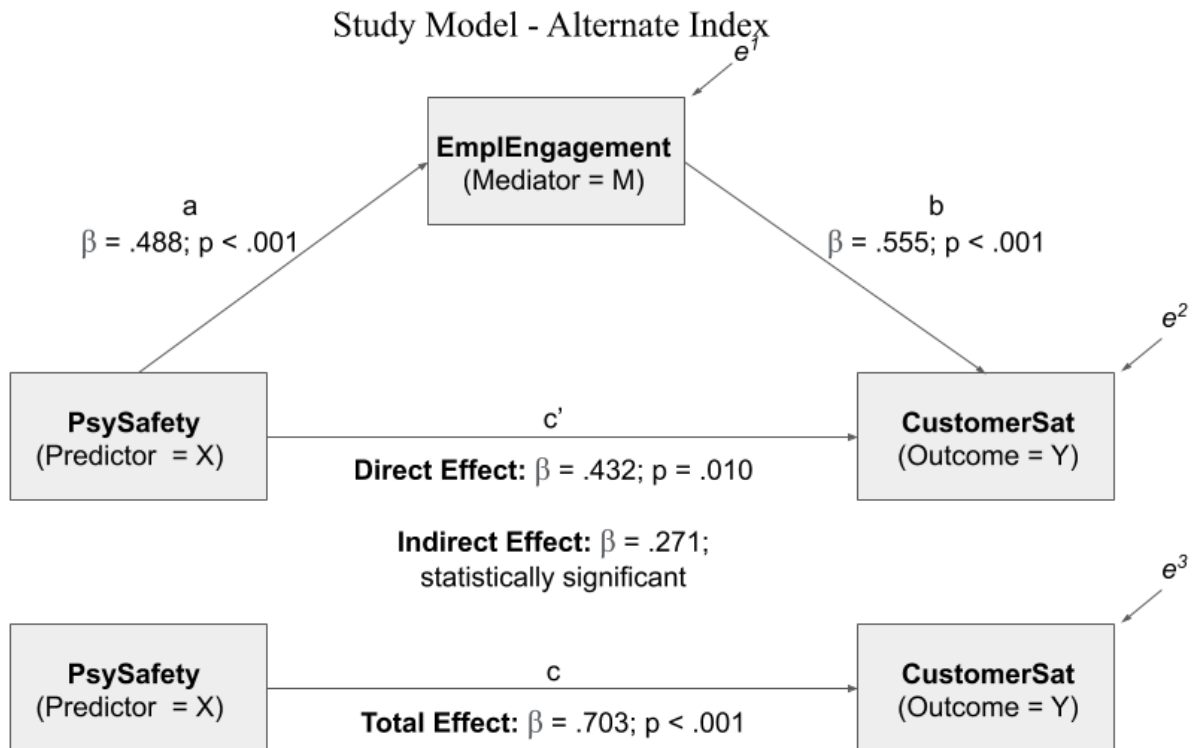 Study Model - Alternate Index
e1
EmplEngagement
(Mediator = M)
a
β = .488; p < .001
b
β = .555; p < .001
e2
PsySafety
(Predictor = X)
c’
Direct Effect: β = .432; p = .010
CustomerSat
(Outcome = Y)
Indirect Effect: β = .271;
statistically significant
e3
PsySafety
(Predictor = X)
c
Total Effect: β = .703; p < .001
CustomerSat
(Outcome = Y)